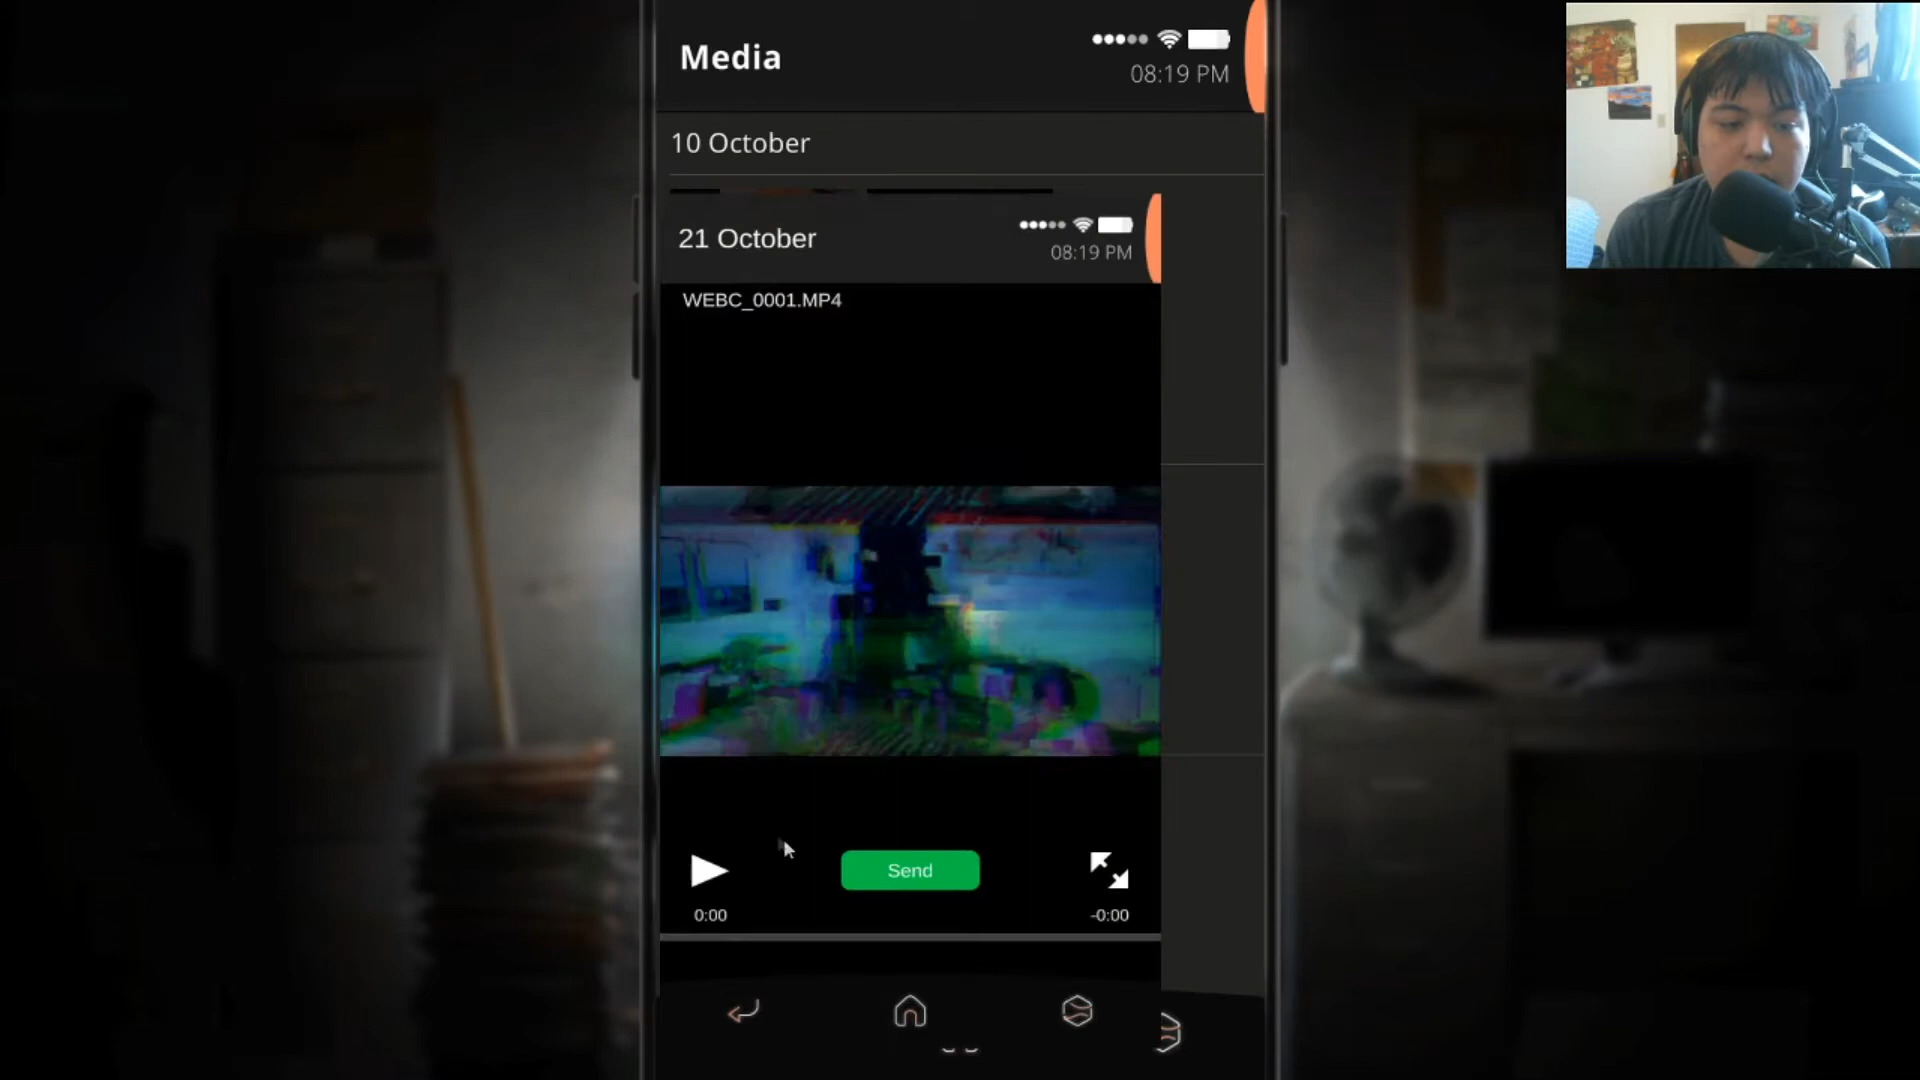 Media
08:19 PM
10 October
21 October
08:19 PM
WEBC_0001.MP4
Send
0:00
-0:00